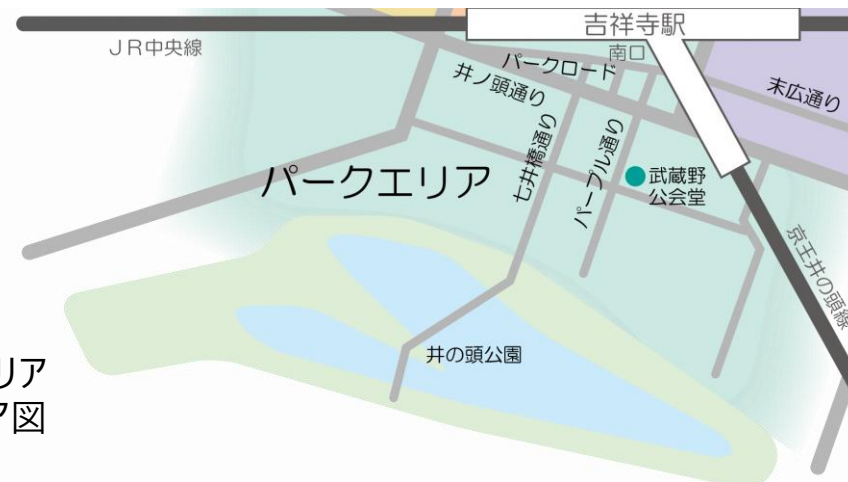 吉祥寺駅
JR中央線
南口
パークロード
井ノ頭通り
末広通り
七井橋通り
パープル通り
武蔵野
公会堂
パークエリア
京王井の頭線
井の頭公園
リア
図